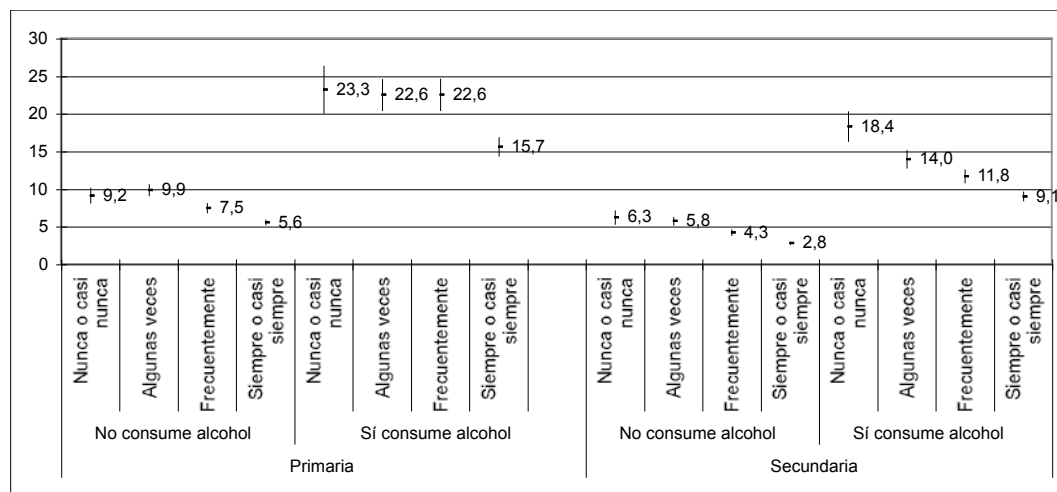 30
25
20
15
10
5
0
9,2
9,9
7,5
5,6
23,3
22,6
22,6
15,7
6,3
5,8
4,3
2,8
18,4
14,0
11,8
9,1
Nunca o casi
nunca
Algunas veces
Frecuentemente
Siempre o casi
siempre
Nunca o casi
nunca
Algunas veces
Frecuentemente
Siempre o casi
siempre
Nunca o casi
nunca
Algunas veces
Frecuentemente
Siempre o casi
siempre
Nunca o casi
nunca
Algunas veces
Frecuentemente
Siempre o casi
siempre
No consume alcohol
Sí consume alcohol
No consume alcohol
Sí consume alcohol
Primaria
Secundaria